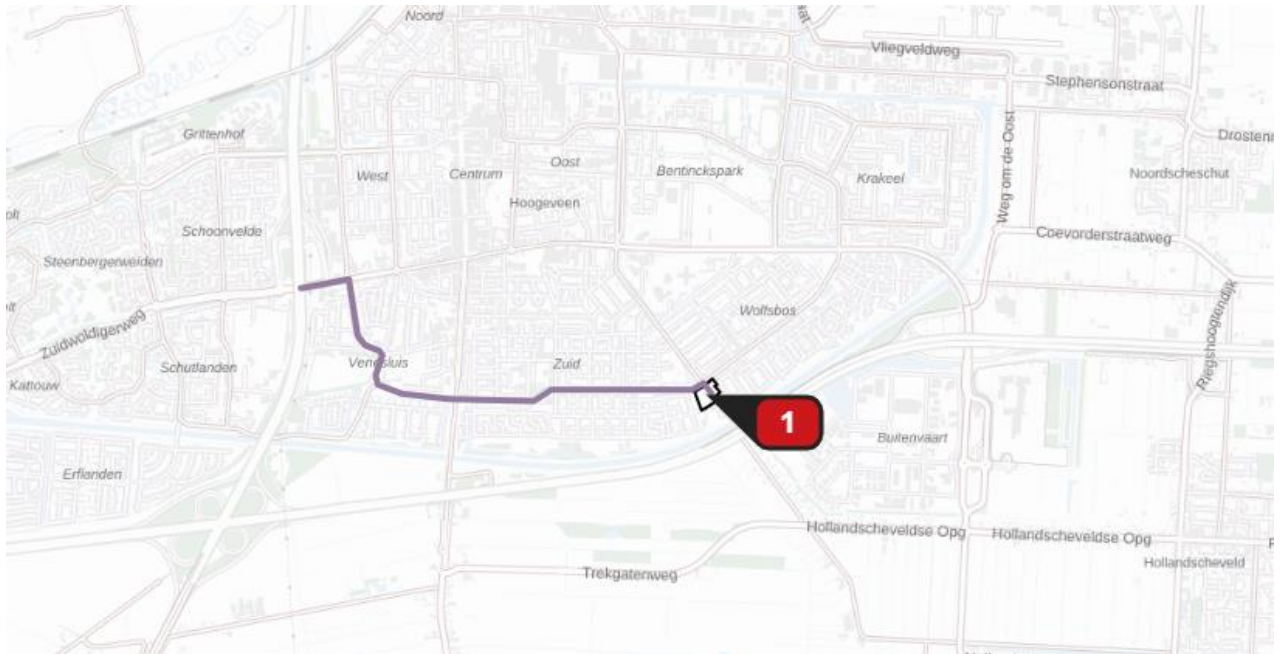 Noord
Vliegveldweg
Stephensonstraat
Grittenhof
West
Centrum
Oost
Bentinckspark
Krakeel
Weg om de Oost
Noordscheschut
Hoogeveen
Schoonvelde
Coevorderstraatweg
Steenbergerweiden
Zuidwoldigerweg
Wolfsbos
Riegshoogtendijk
Venesluis
Zuid
Schutlanden
Kattouw
1
Buitenvaart
Erflanden
Hollandscheveldse Opg
Hollandscheveldse Opg
Trekgatenweg
Hollandscheveld